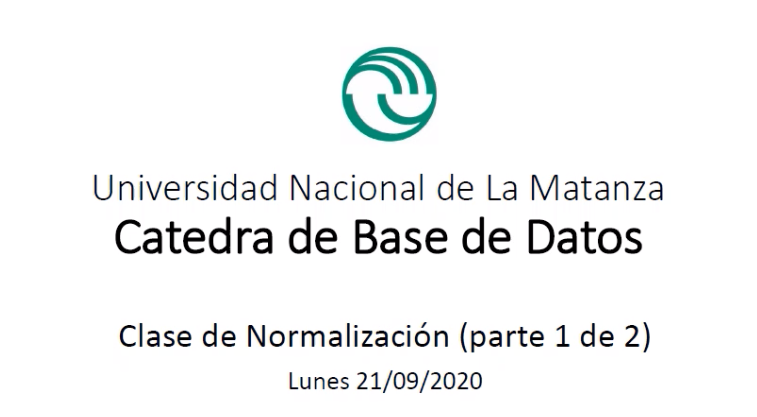 Universidad Nacional de La Matanza
Catedra de Base de Datos
Clase de Normalización (parte 1 de 2)
Lunes 21/09/2020